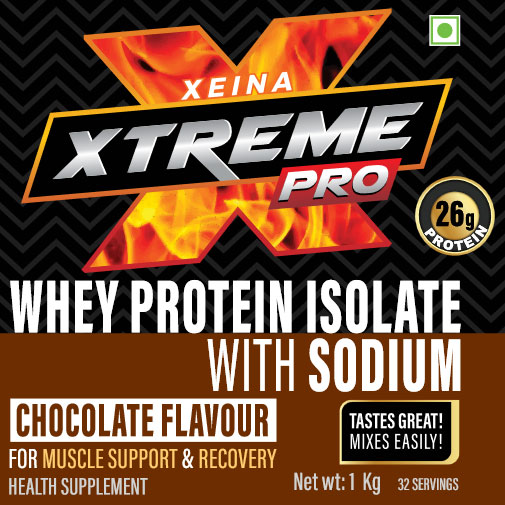 XEINA
XTREME
PRO
26g
PROTEIN
WHEY PROTEIN ISOLATE
WITH SODIUM
CHOCOLATE FLAVOUR
FOR MUSCLE SUPPORT & RECOVERY
HEALTH SUPPLEMENT
TASTES GREAT!
MIXES EASILY!
Net wt: 1 Kg 32 SERVINGS